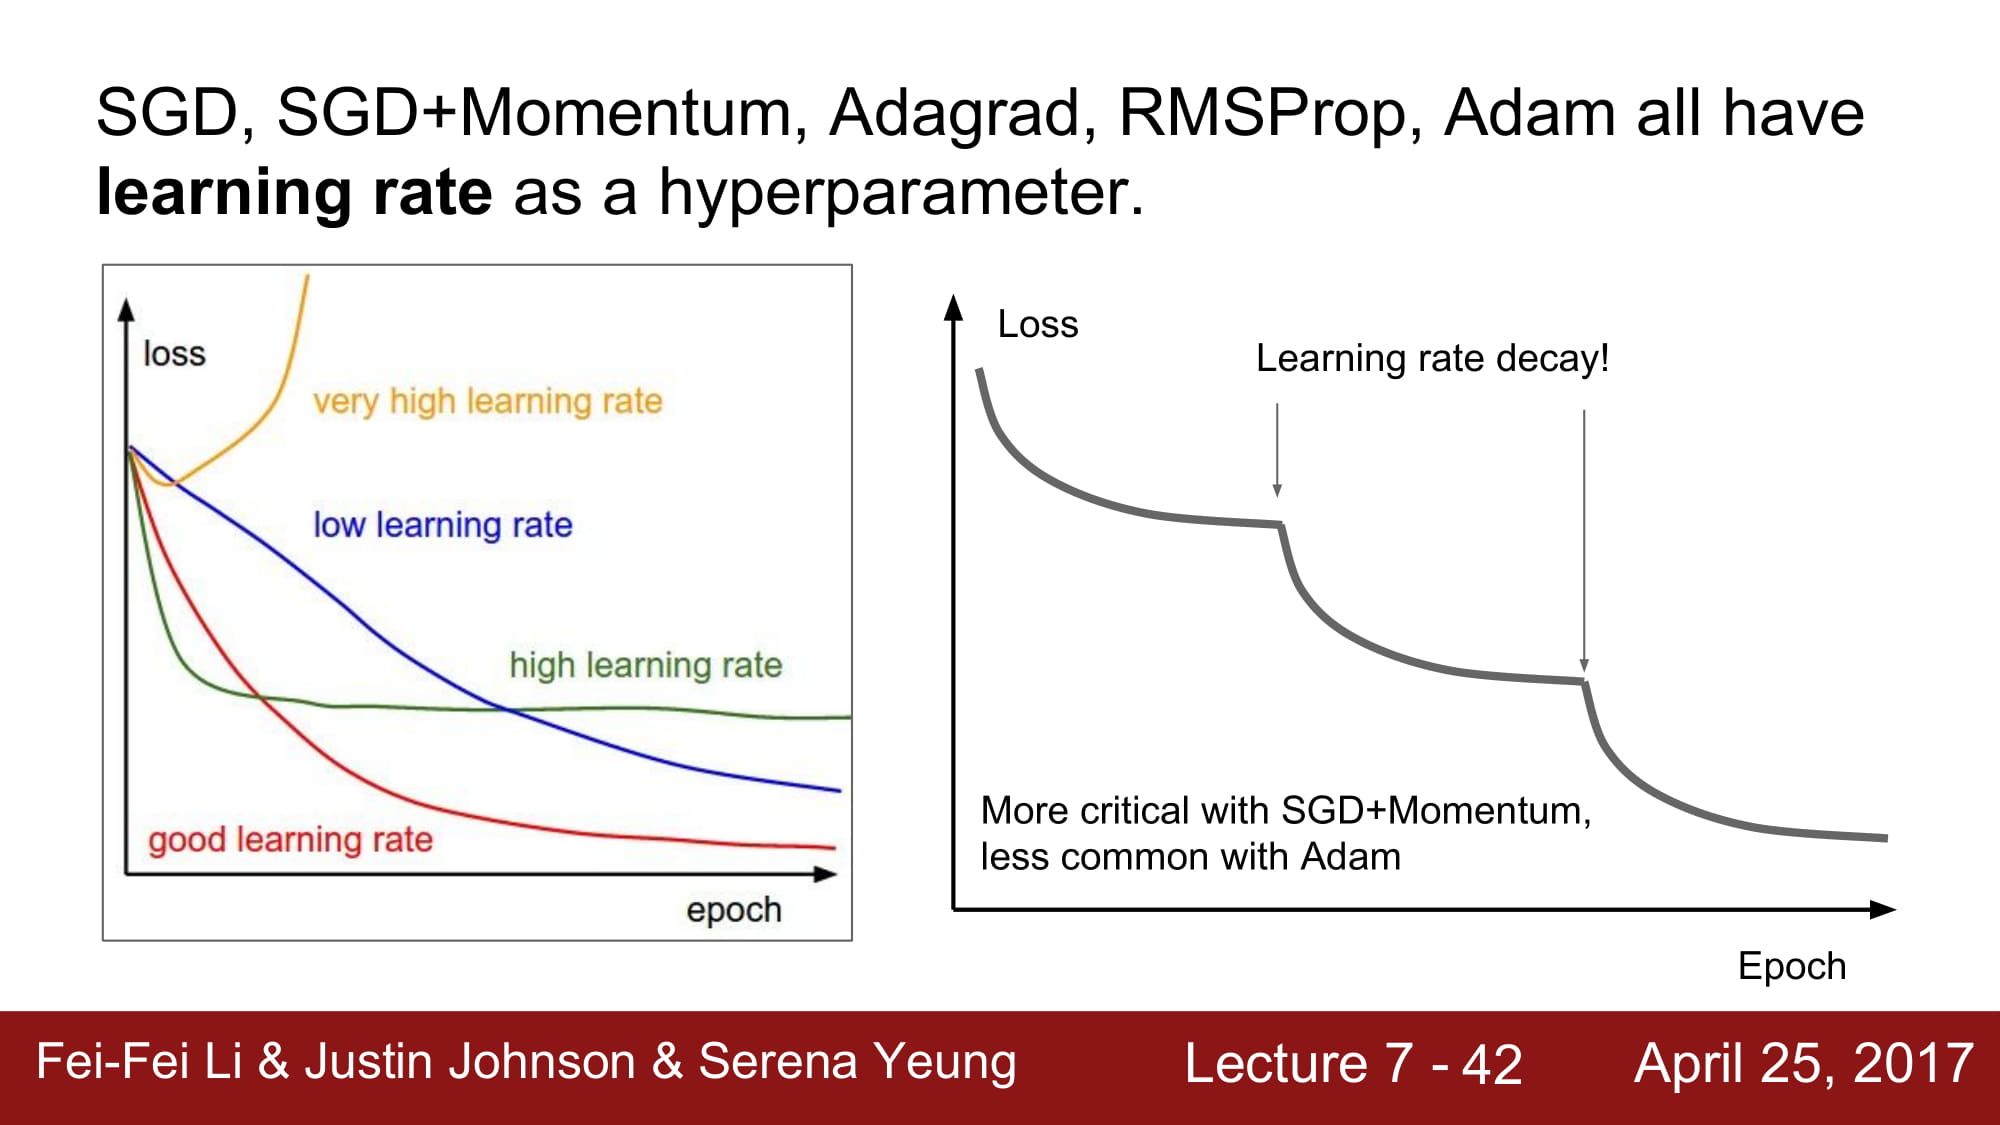 SGD, SGD+Momentum, Adagrad, RMSProp, Adam all have
learning rate as a hyperparameter.
loss
very high learning rate
low learning rate
high learning rate
good learning rate
epoch
Loss
Learning rate decay!
More critical with SGD+Momentum,
less common with Adam
Epoch
Fei-Fei Li & Justin Johnson & Serena Yeung
Lecture 7 - 42
April 25, 2017